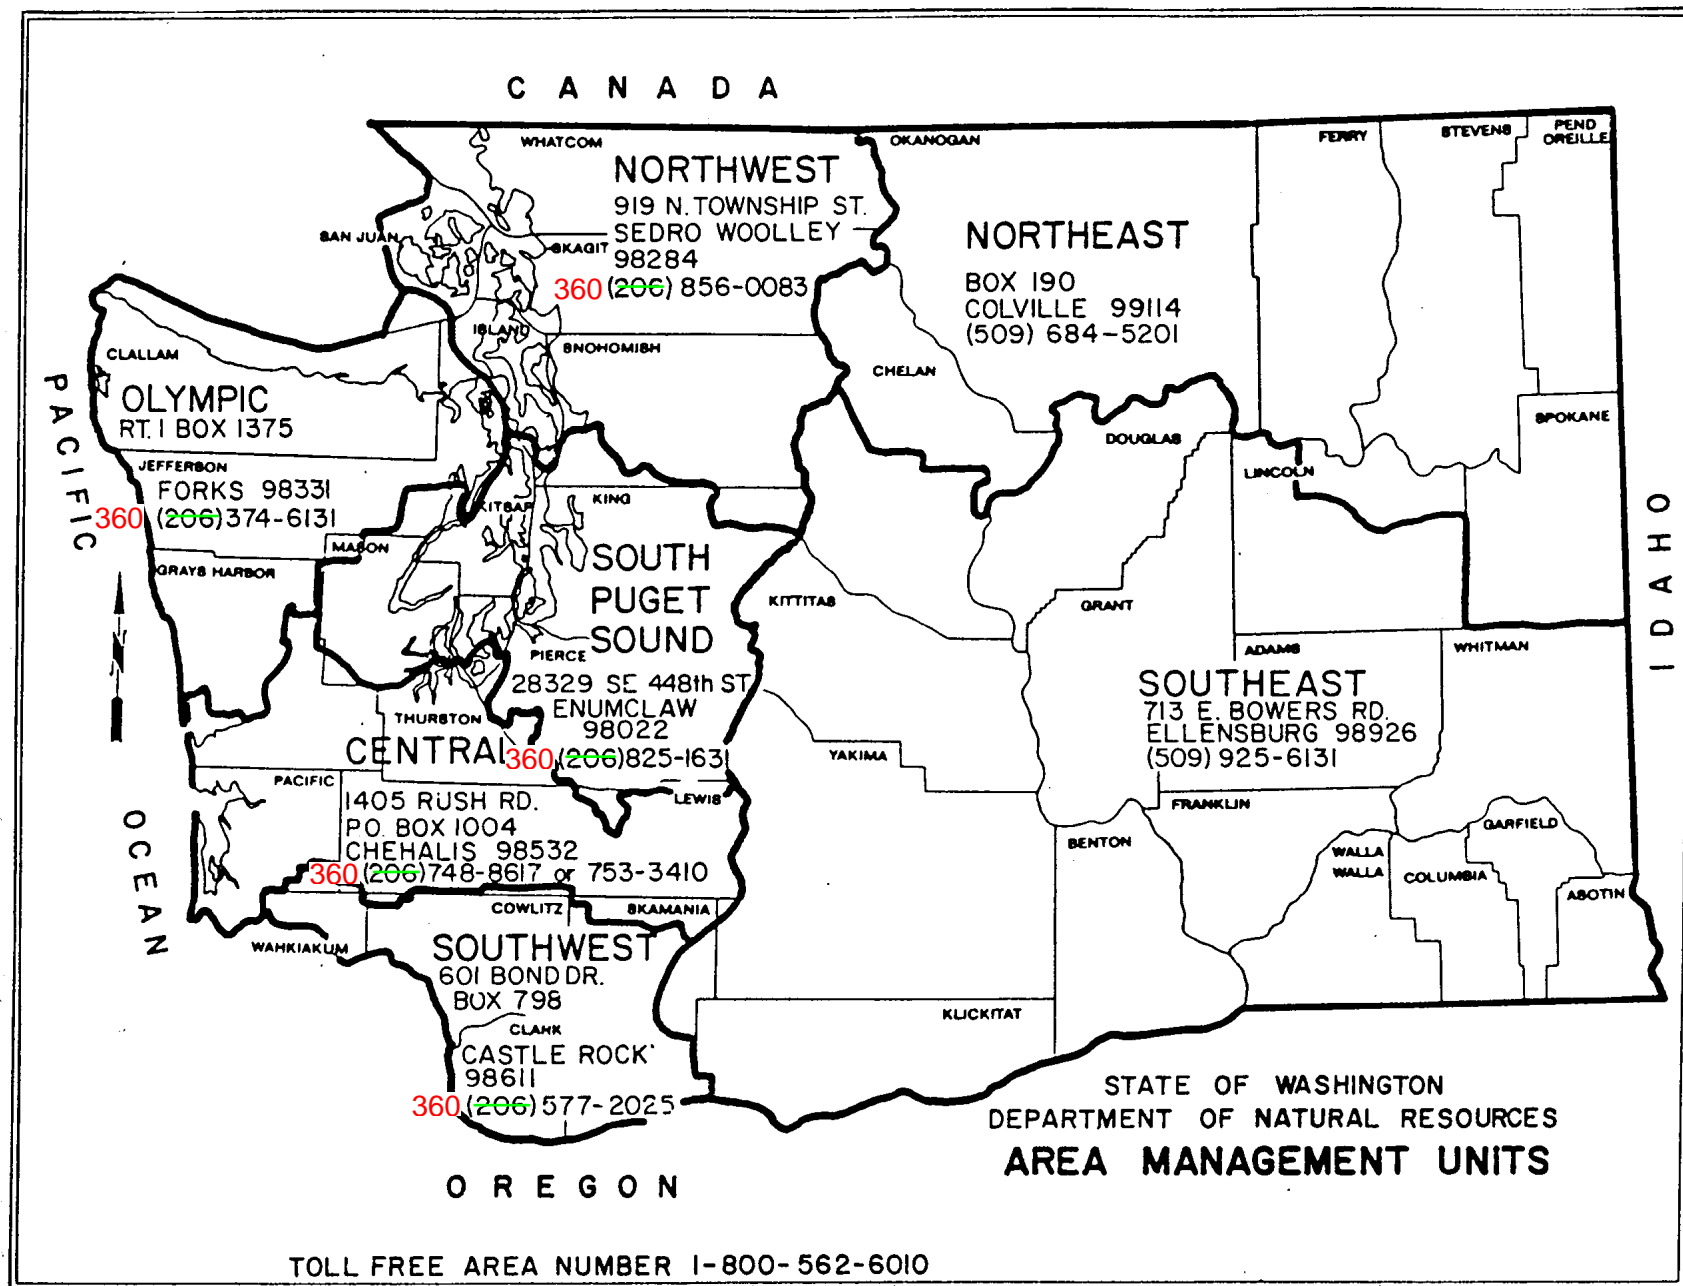 CANADA
WHATCOM
OKANOGAN
FERRY
STEVENS
PEND
OREILLE
NORTHWEST
919 N. TOWNSHIP ST.
SEDRO WOOLLEY
98284
360 (206) 856-0083
SAN JUAN
SKAGIT
ISLAND
SNOHOMISH
NORTHEAST
BOX 190
COLVILLE 99114
(509) 684-5201
CHELAN
DOUGLAS
LINCOLN
SPOKANE
CLALLAM
OLYMPIC
RT. 1 BOX 1375
JEFFERSON
FORKS 98331
360 (206) 374-6131
PACIFIC
OCEAN
IDAHO
KITSAP
KING
MASON
GRAYS HARBOR
SOUTH
PUGET
SOUND
PIERCE
28329 SE 448th ST
ENUMCLAW
98022
360 (206) 825-1631
KITTITAS
GRANT
ADAMS
WHITMAN
SOUTHEAST
713 E. BOWERS RD.
ELLENSBURG 98926
(509) 925-6131
THURSTON
CENTRAL
PACIFIC
LEWIS
1405 RUSH RD.
P.O. BOX 1004
CHEHALIS 98532
360 (206) 748-8617 or 753-3410
YAKIMA
FRANKLIN
BENTON
WALLA
WALLA
COLUMBIA
GARFIELD
ASOTIN
COWLITZ
SKAMANIA
WAHKIAKUM
SOUTHWEST
601 BOND DR.
BOX 798
CLARK
CASTLE ROCK
98611
360 (206) 577-2025
KLICKITAT
STATE OF WASHINGTON
DEPARTMENT OF NATURAL RESOURCES
AREA MANAGEMENT UNITS
OREGON
TOLL FREE AREA NUMBER 1-800-562-6010